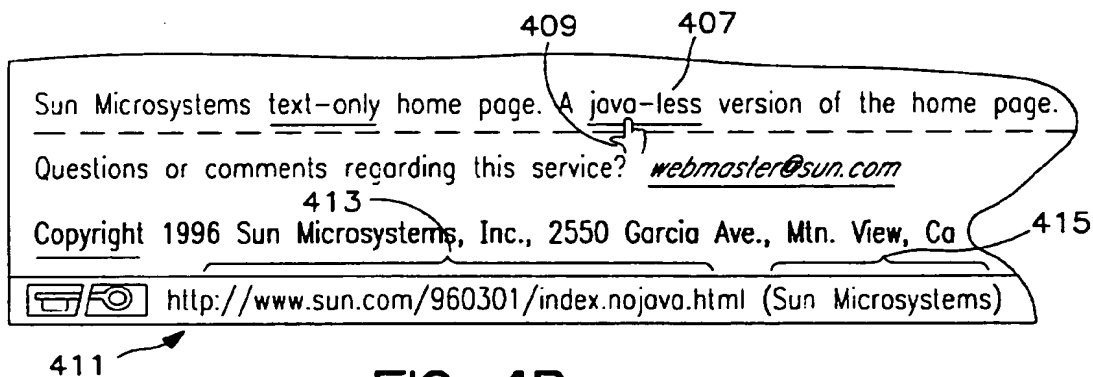 409
407
Sun Microsystems text-only home page. A java-less version of the home page.
Questions or comments regarding this service? webmaster@sun.com
413
Copyright 1996 Sun Microsystems, Inc., 2550 Garcia Ave., Mtn. View, Ca
415
http://www.sun.com/960301/index.nojava.html (Sun Microsystems)
411